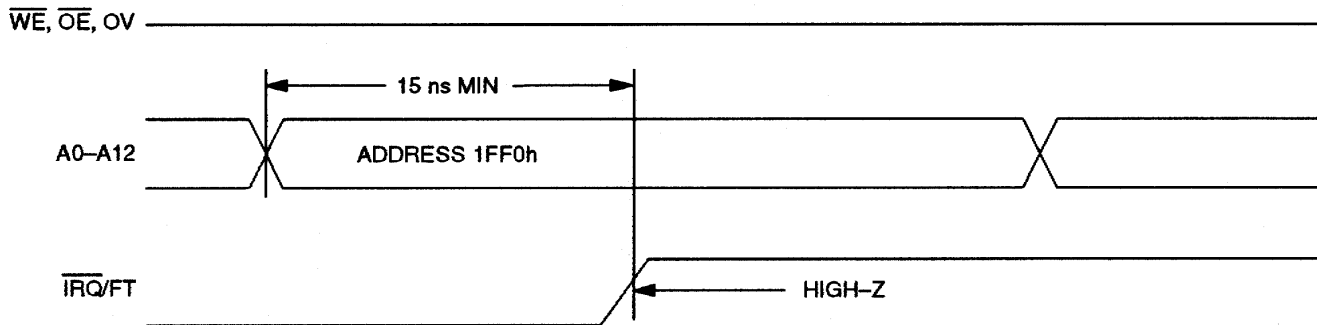 WE, OE, OV
15 ns MIN
A0–A12 ADDRESS 1FF0h
IRQ/FT HIGH–Z